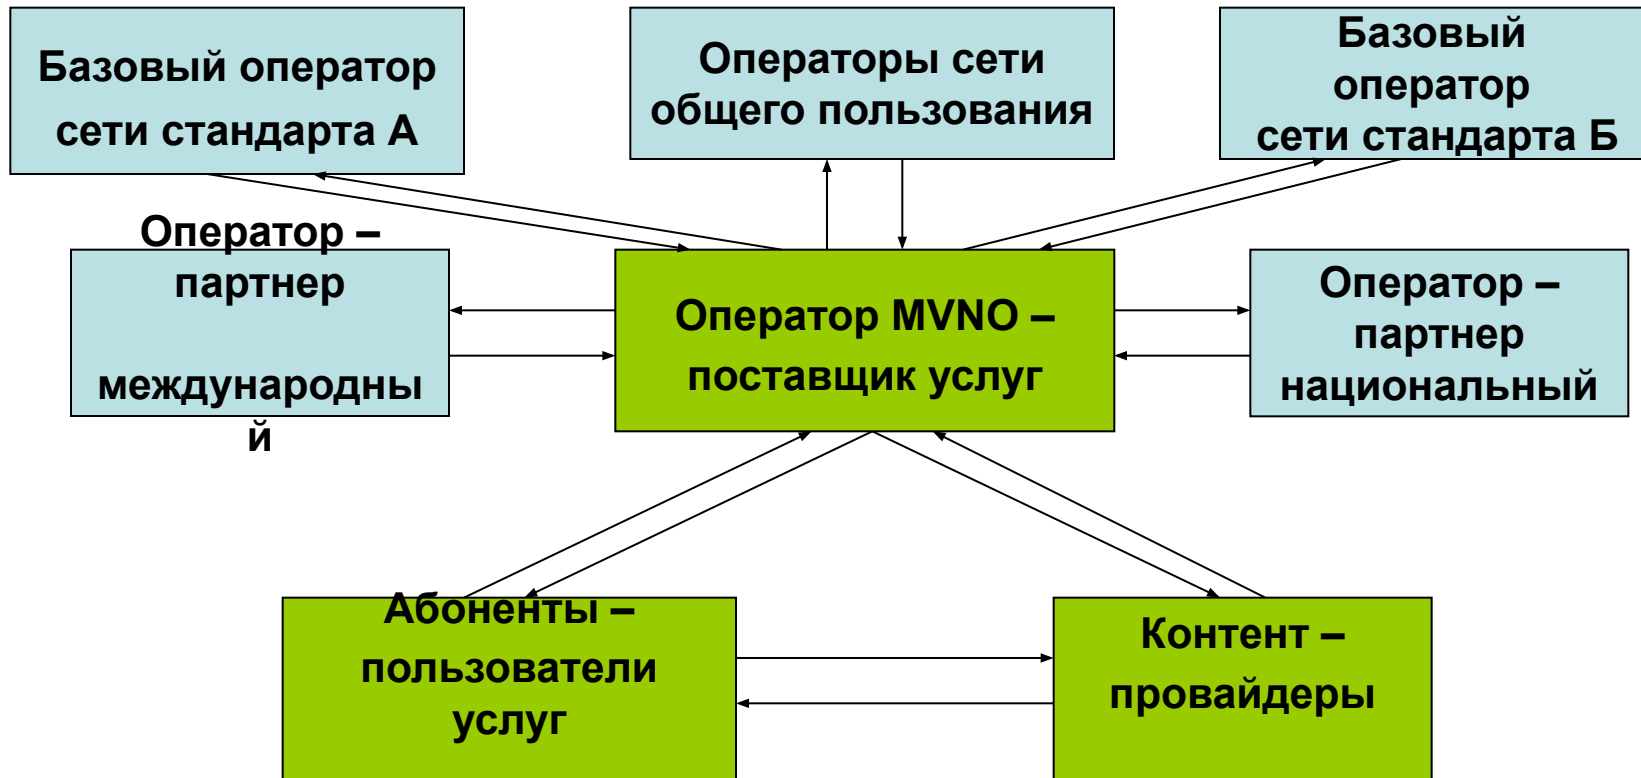 Базовый оператор
сети стандарта А
Операторы сети
общего пользования
Базовый
оператор
сети стандарта Б
Оператор –
партнер
международны
й
Оператор MVNO –
поставщик услуг
Оператор –
партнер
национальный
Абоненты –
пользователи
услуг
Контент –
провайдеры